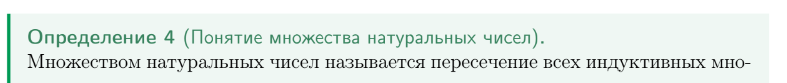 Определение 4 (Понятие множества натуральных чисел).
Множеством натуральных чисел называется пересечение всех индуктивных мно-